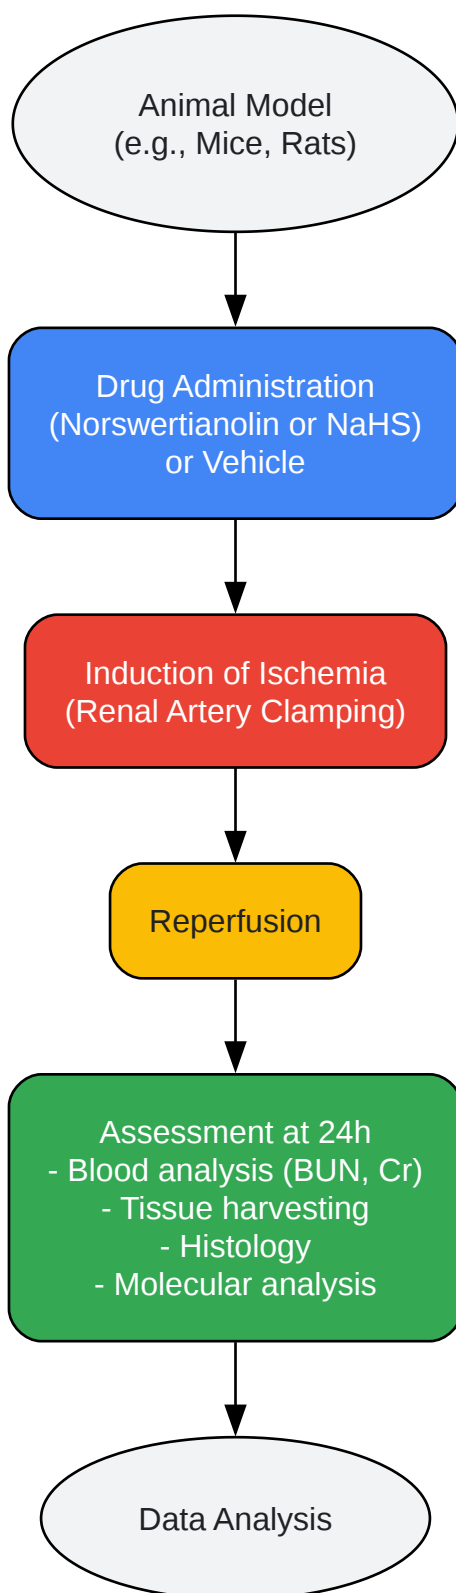 Animal Model
(e.g., Mice, Rats)
Drug Administration
(Norswertianolin or NaHS)
or Vehicle
Induction of Ischemia
(Renal Artery Clamping)
Reperfusion
Assessment at 24h
- Blood analysis (BUN, Cr)
- Tissue harvesting
- Histology
- Molecular analysis
Data Analysis